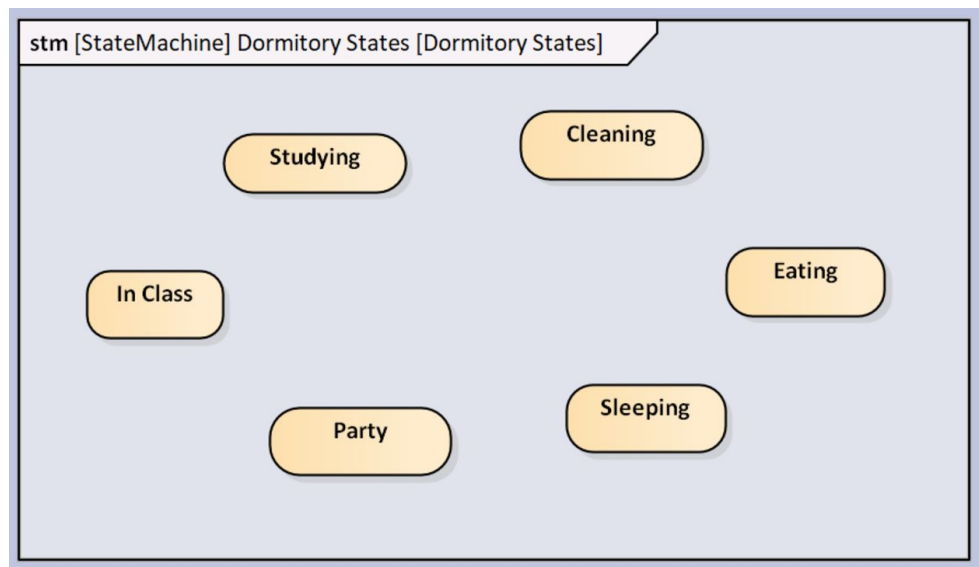 stm [StateMachine] Dormitory States [Dormitory States]
Cleaning
Studying
Eating
In Class
Sleeping
Party